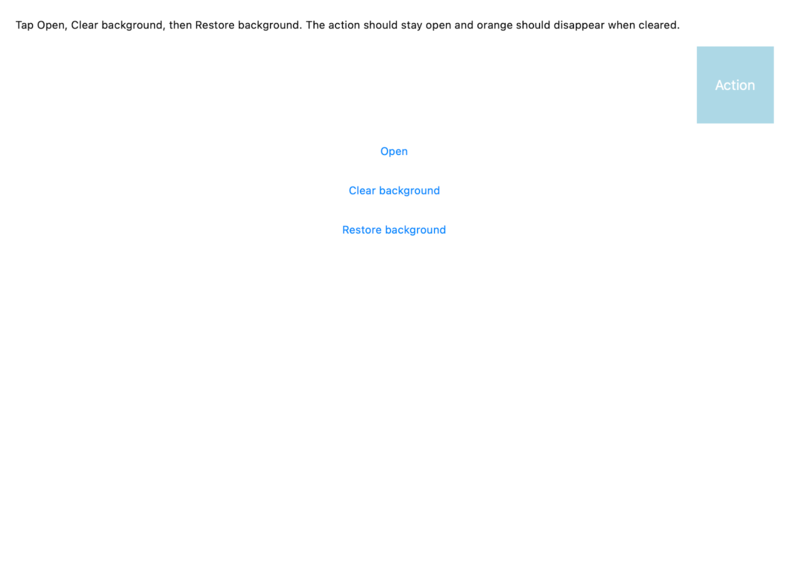 Tap Open, Clear background, then Restore background. The action should stay open and orange should disappear when cleared.
Action
Open
Clear background
Restore background